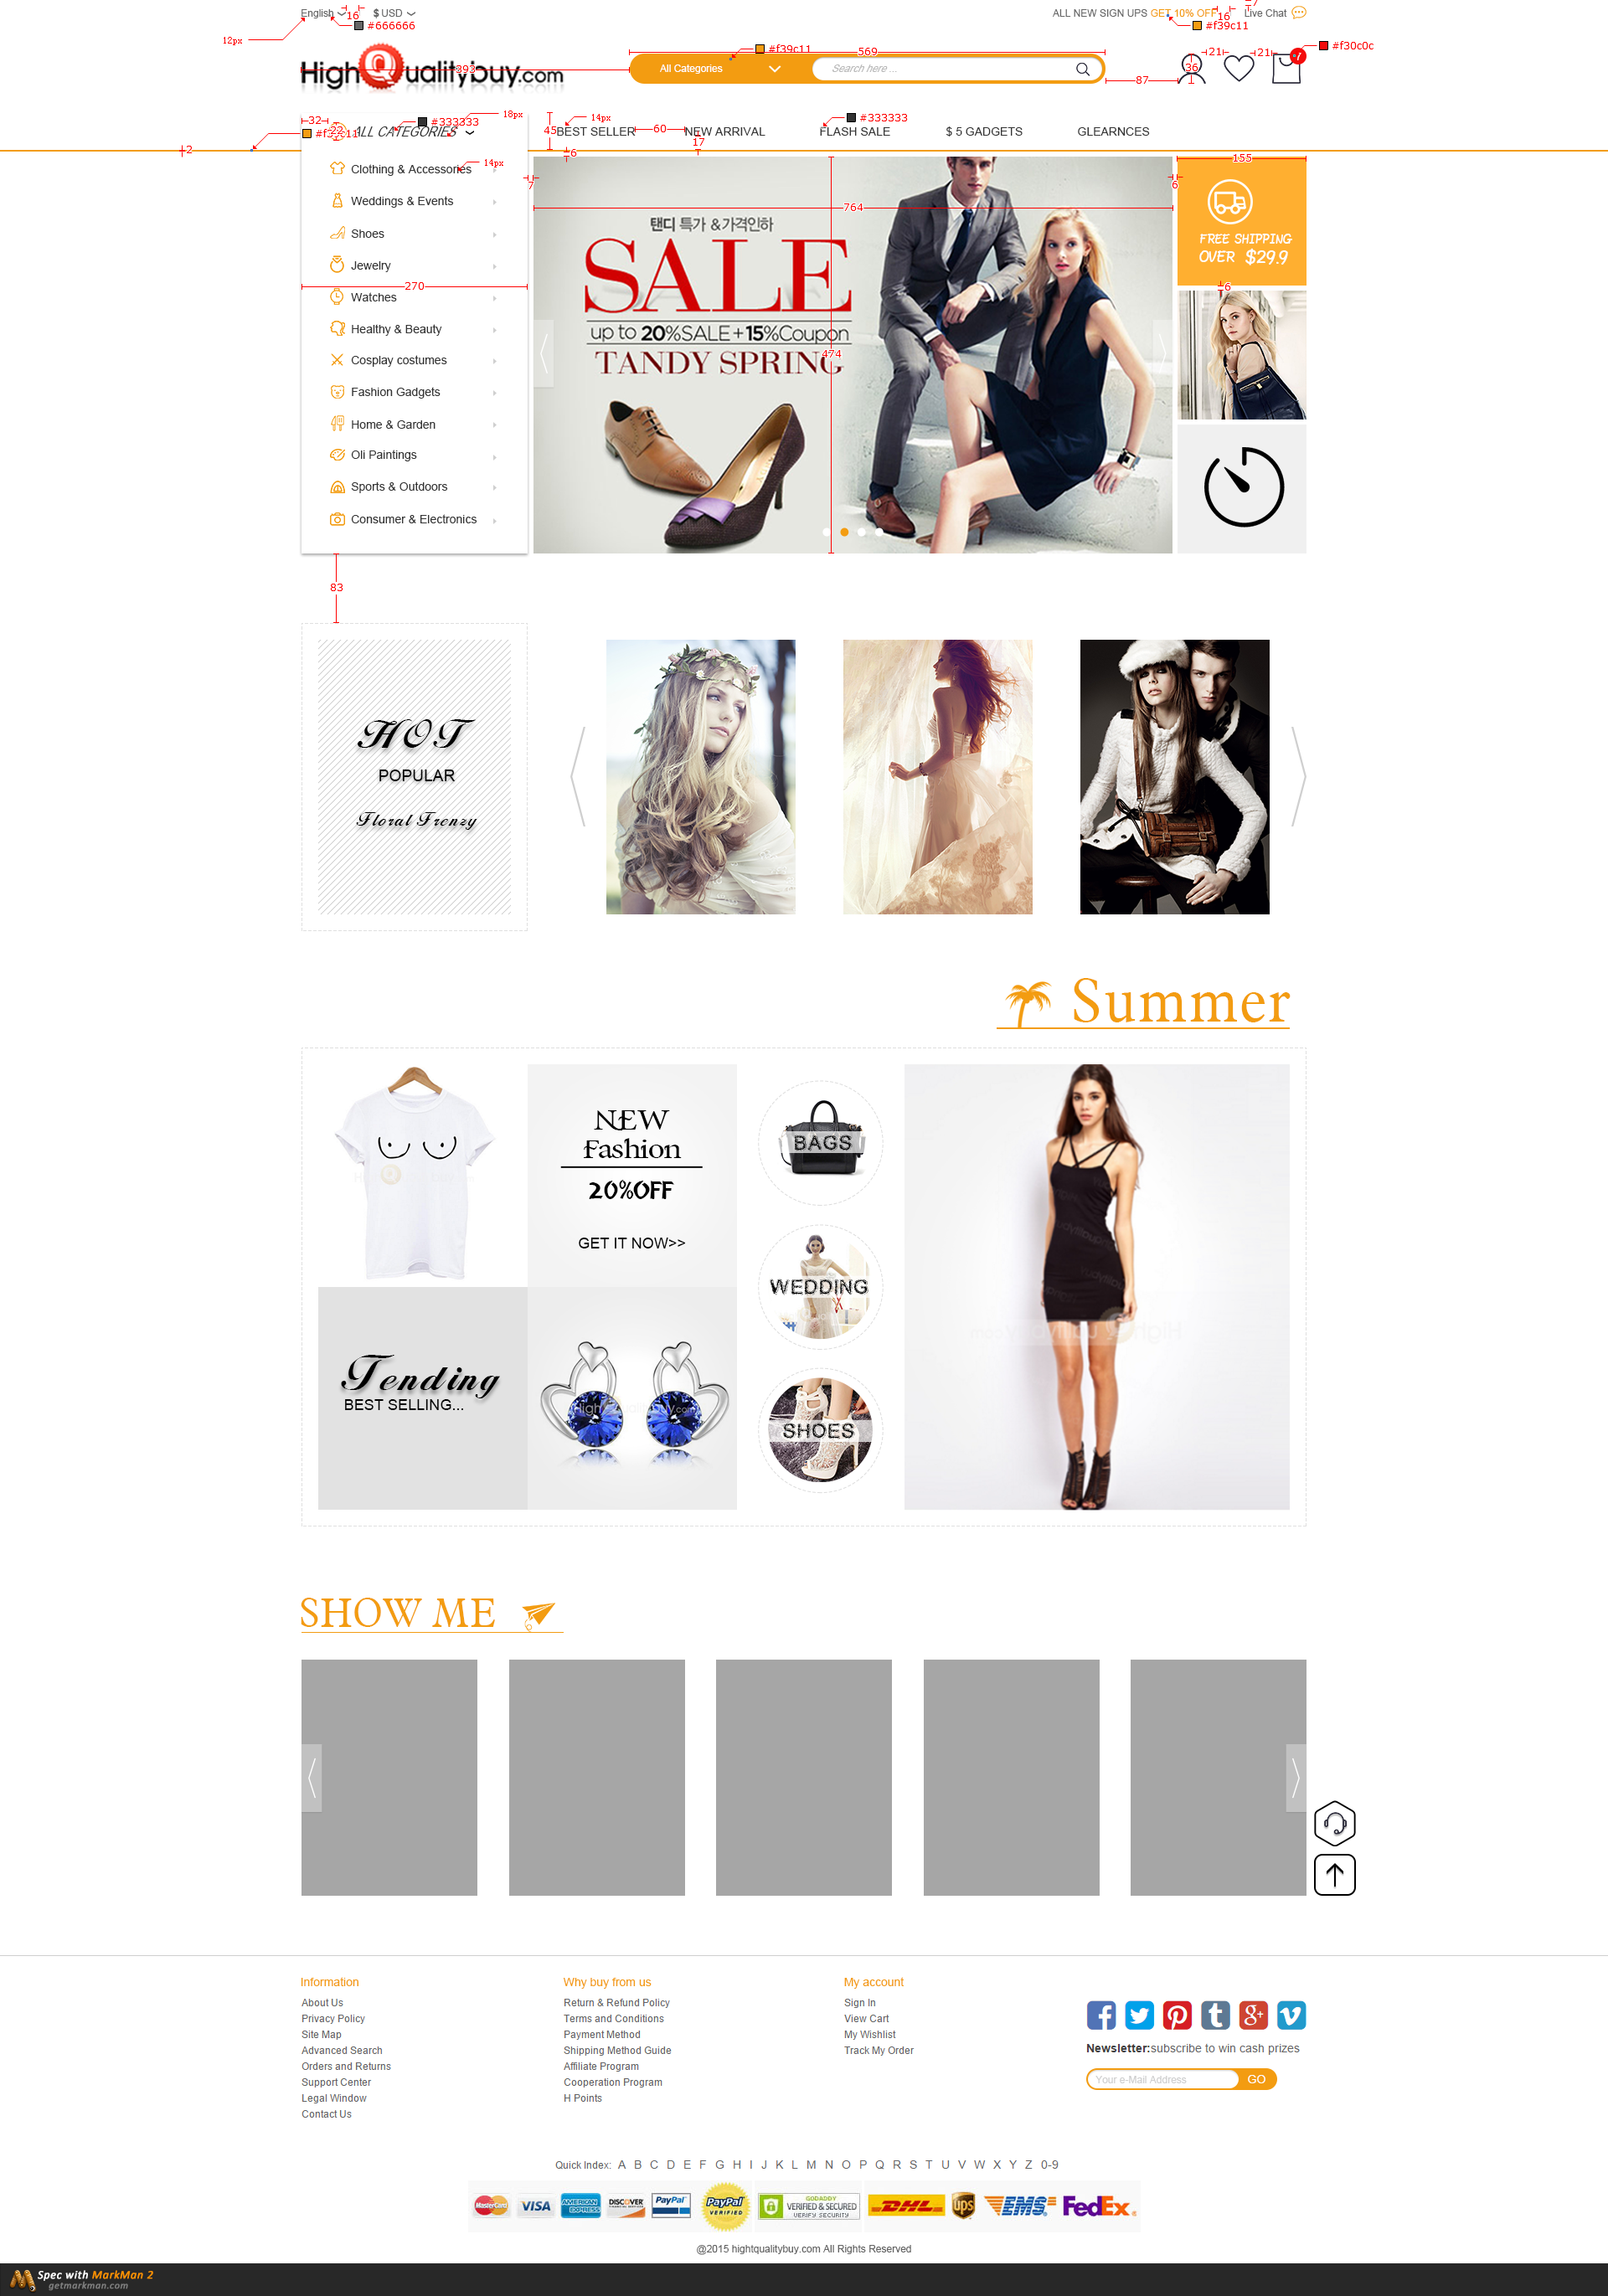 English
16
$ USD
#666666
12px
ALL NEW SIGN UPS GET 10% OFF
16
7
Live Chat
#f39c11
HighQualitybuy.com
393
569
#f39c11
All Categories
Search here ...
87
36
21
21
#f30c0c
32
22
ALL CATEGORIES
#333333
18px
45
14px
BEST SELLER
60
NEW ARRIVAL
17
#333333
FLASH SALE
$ 5 GADGETS
GLEARNCES
2
6
14px
7
Clothing & Accessories
Weddings & Events
Shoes
Jewelry
270
Watches
Healthy & Beauty
Cosplay costumes
Fashion Gadgets
Home & Garden
Oli Paintings
Sports & Outdoors
Consumer & Electronics
83
764
탠디 특가 &가격인하
SALE
up to 20%SALE+15%Coupon
474
TANDY SPRING
155
6
FREE SHIPPING
OVER $29.9
6
HOT
POPULAR
Floral Frenzy
Summer
NEW
Fashion
20%OFF
GET IT NOW>>
Tending
BEST SELLING...
HighQualitybuy.com
BAGS
WEDDING
SHOES
SHOW ME
Information
About Us
Privacy Policy
Site Map
Advanced Search
Orders and Returns
Support Center
Legal Window
Contact Us
Why buy from us
Return & Refund Policy
Terms and Conditions
Payment Method
Shipping Method Guide
Affiliate Program
Cooperation Program
H Points
My account
Sign In
View Cart
My Wishlist
Track My Order
Newsletter:subscribe to win cash prizes
Your e-Mail Address
GO
Quick Index: A B C D E F G H I J K L M N O P Q R S T U V W X Y Z 0-9
MasterCard
VISA
AMERICAN EXPRESS
DISCOVER
PayPal
PayPal
VERIFIED
GODADDY
VERIFIED & SECURED
VERIFY SECURITY
DHL
ups
EMS
FedEx
@2015 hightqualitybuy.com All Rights Reserved
Spec with MarkMan 2
getmarkman.com